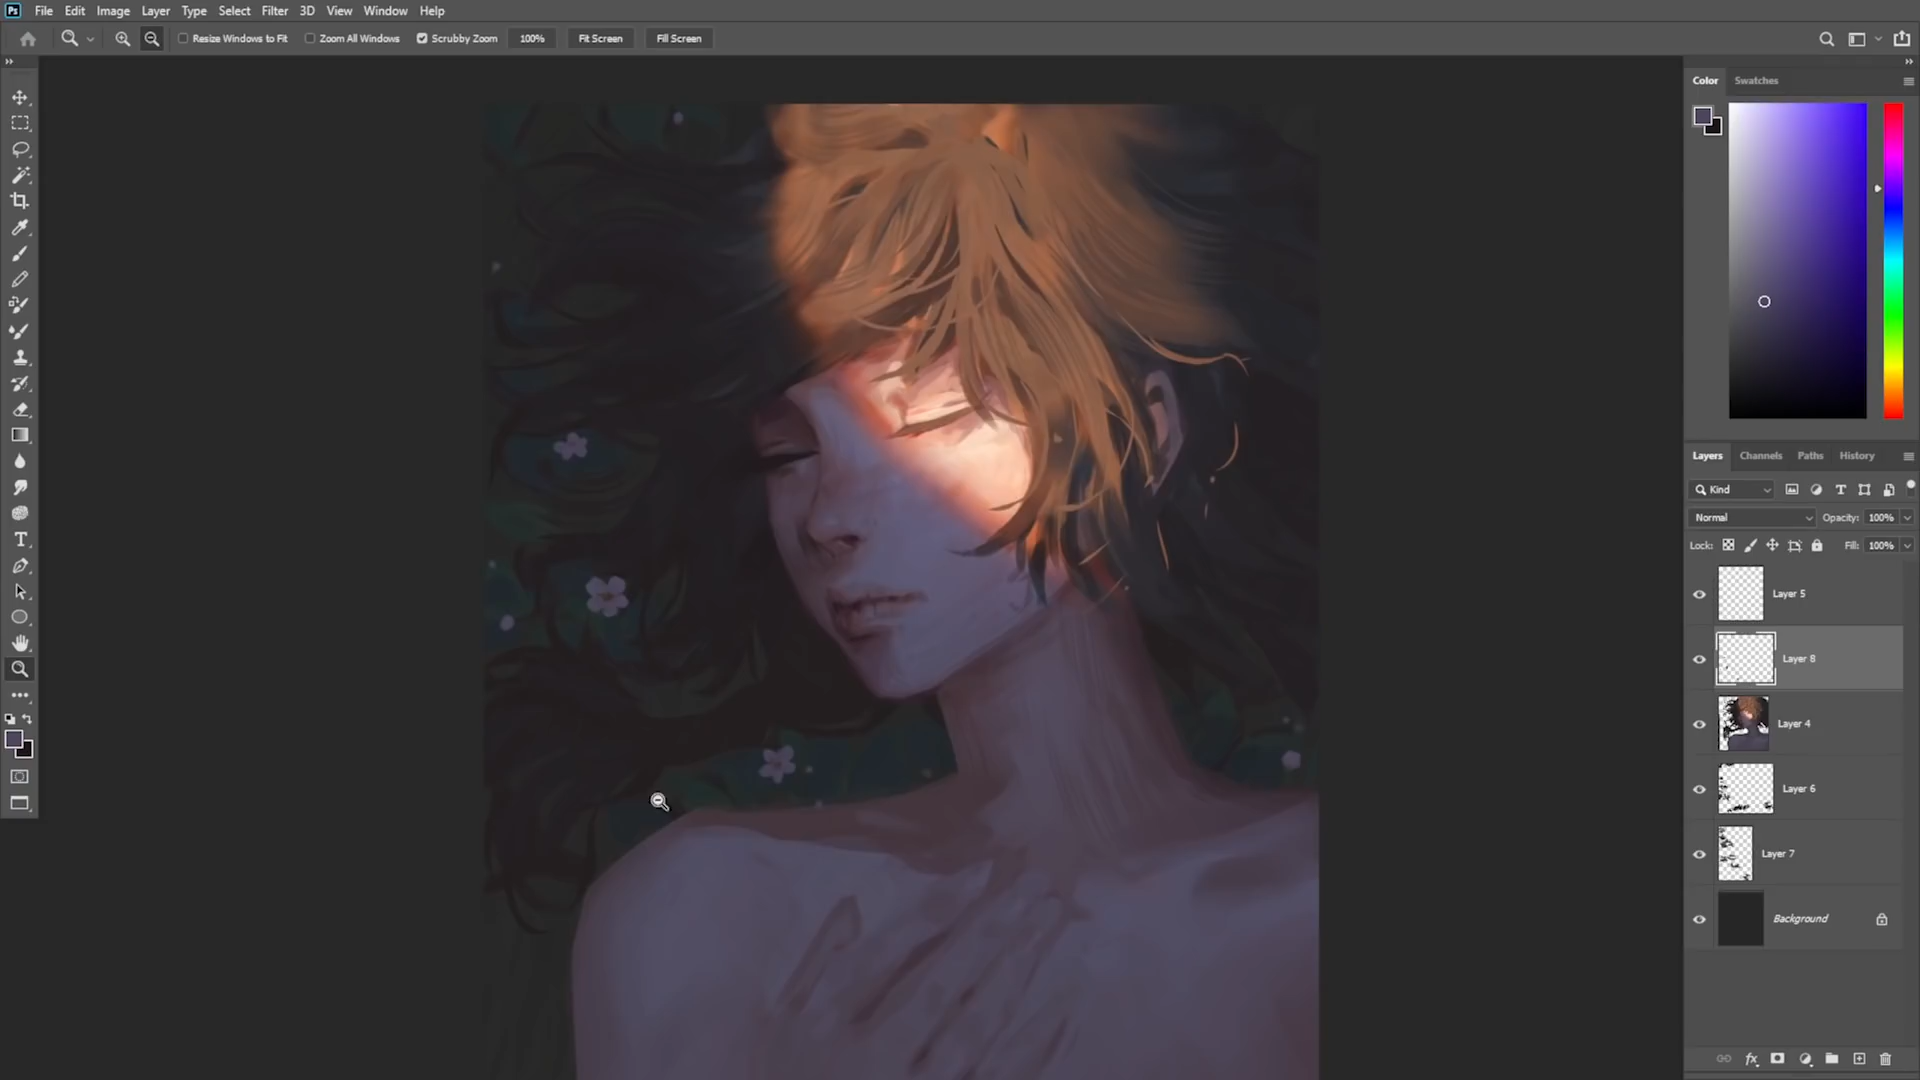 Ps File Edit Image Layer Type Select Filter 3D View Window Help
Resize Windows to Fit Zoom All Windows Scrubby Zoom 100% Fit Screen Fill Screen
Color Swatches
Layers Channels Paths History
Kind
Normal Opacity: 100%
Lock: Fill: 100%
Layer 5
Layer 8
Layer 4
Layer 6
Layer 7
Background
fx